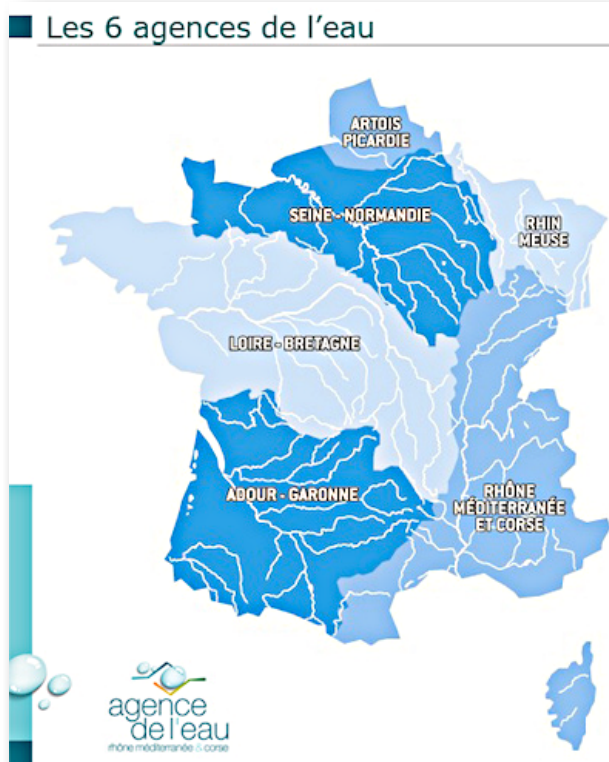 Les 6 agences de l'eau
ARTOIS
PICARDIE
SEINE - NORMANDIE
RHIN
MEUSE
LOIRE - BRETAGNE
ADOUR - GARONNE
RHÔNE
MÉDITERRANÉE
ET CORSE
agence
de l'eau
rhône méditerranée & corse